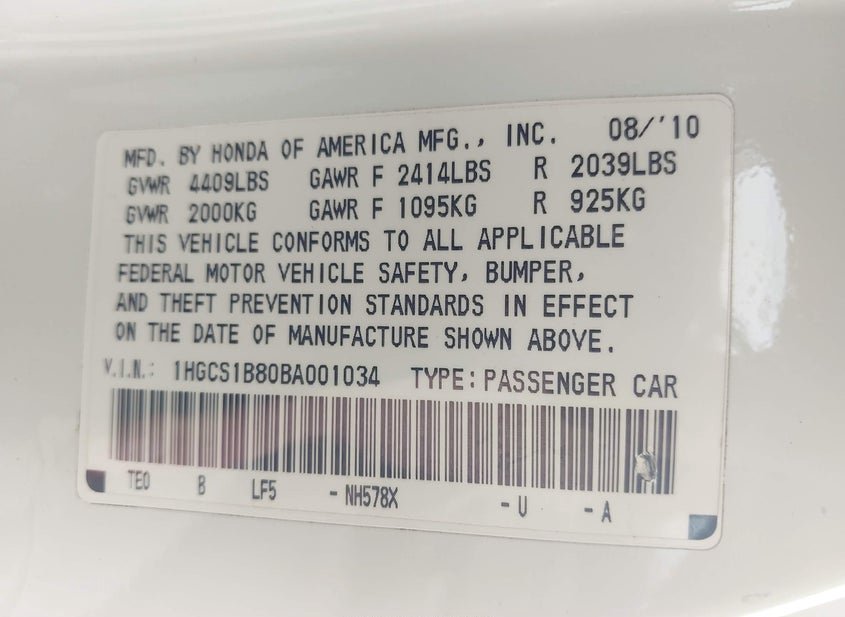 MFD. BY HONDA OF AMERICA MFG., INC. 08/'10
GVWR 4409LBS GAWR F 2414LBS R 2039LBS
GVWR 2000KG GAWR F 1095KG R 925KG
THIS VEHICLE CONFORMS TO ALL APPLICABLE
FEDERAL MOTOR VEHICLE SAFETY, BUMPER,
AND THEFT PREVENTION STANDARDS IN EFFECT
ON THE DATE OF MANUFACTURE SHOWN ABOVE.
V.I.N.: 1HGCS1B80BA001034 TYPE: PASSENGER CAR
TE0 B LF5 - NH578X - U - A